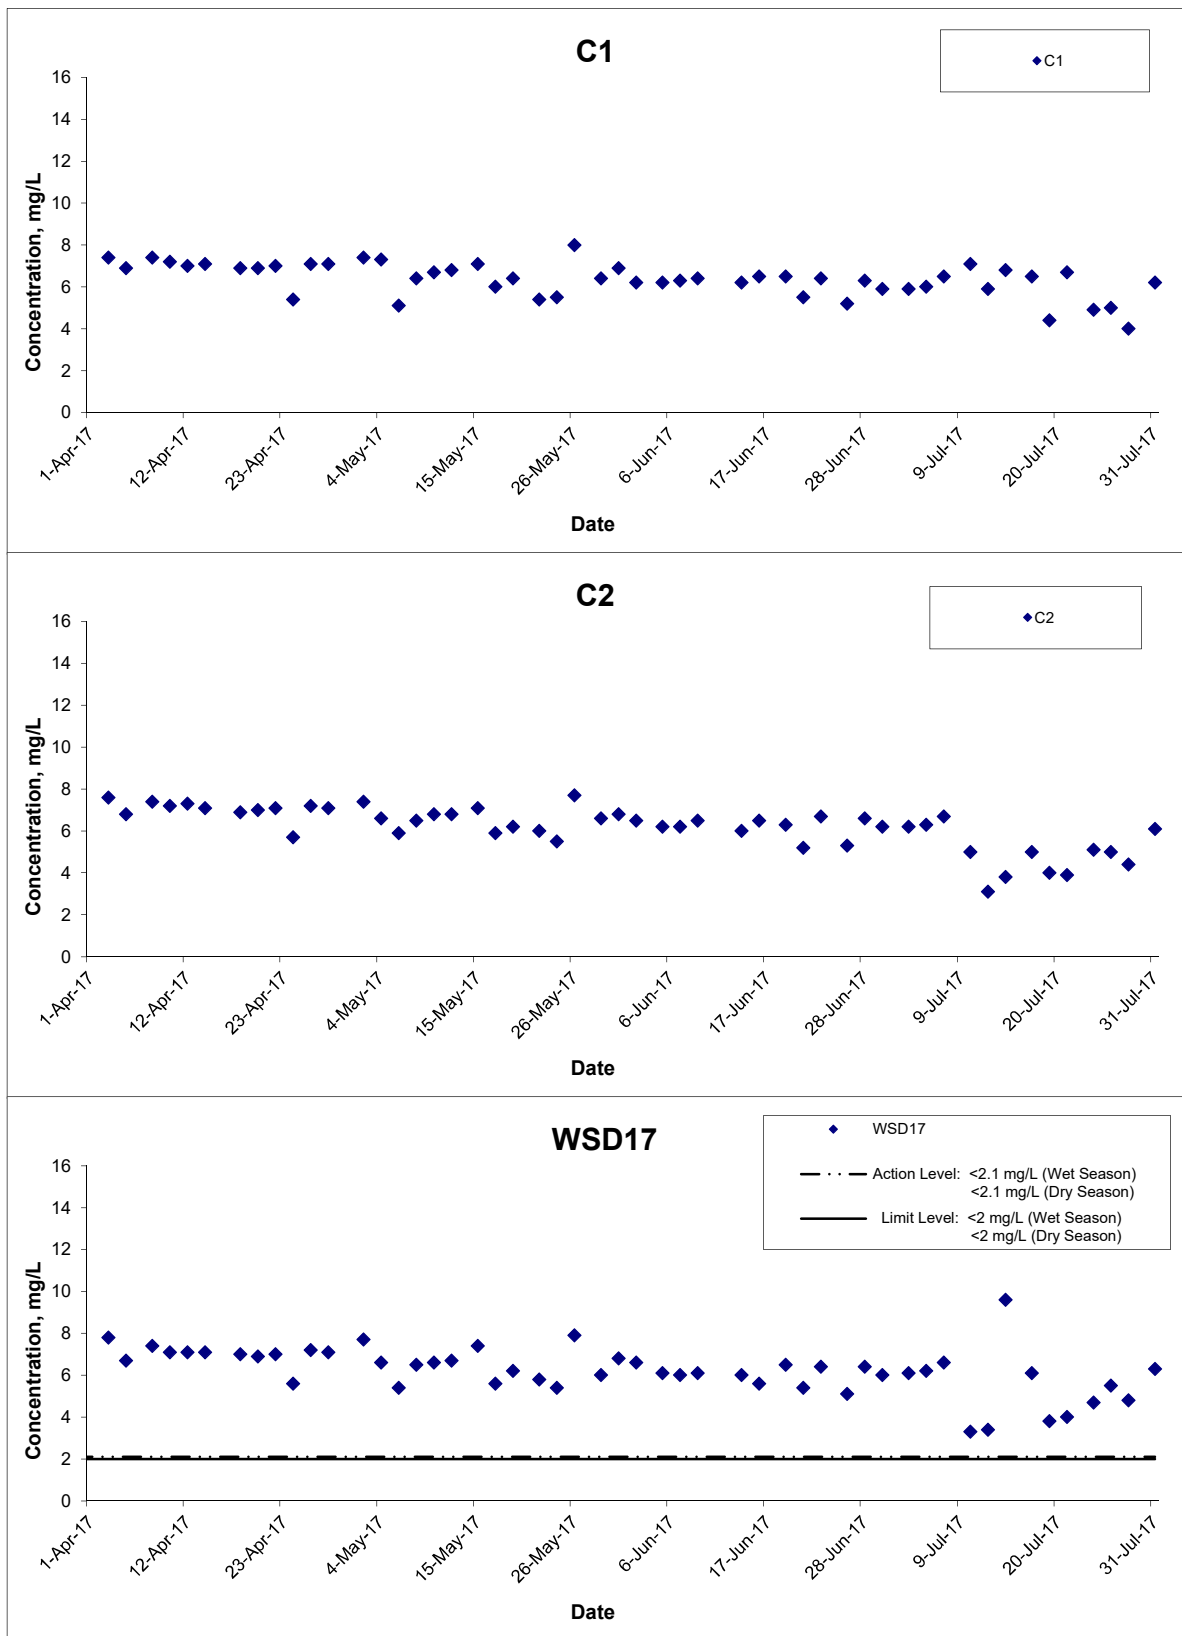 C1
C1
16
14
12
10
8
6
4
2
0
Concentration, mg/L
1-Apr-17
12-Apr-17
23-Apr-17
4-May-17
15-May-17
26-May-17
6-Jun-17
17-Jun-17
28-Jun-17
9-Jul-17
20-Jul-17
31-Jul-17
Date
C2
C2
16
14
12
10
8
6
4
2
0
Concentration, mg/L
1-Apr-17
12-Apr-17
23-Apr-17
4-May-17
15-May-17
26-May-17
6-Jun-17
17-Jun-17
28-Jun-17
9-Jul-17
20-Jul-17
31-Jul-17
Date
WSD17
WSD17
Action Level: <2.1 mg/L (Wet Season)
<2.1 mg/L (Dry Season)
Limit Level: <2 mg/L (Wet Season)
<2 mg/L (Dry Season)
16
14
12
10
8
6
4
2
0
Concentration, mg/L
1-Apr-17
12-Apr-17
23-Apr-17
4-May-17
15-May-17
26-May-17
6-Jun-17
17-Jun-17
28-Jun-17
9-Jul-17
20-Jul-17
31-Jul-17
Date